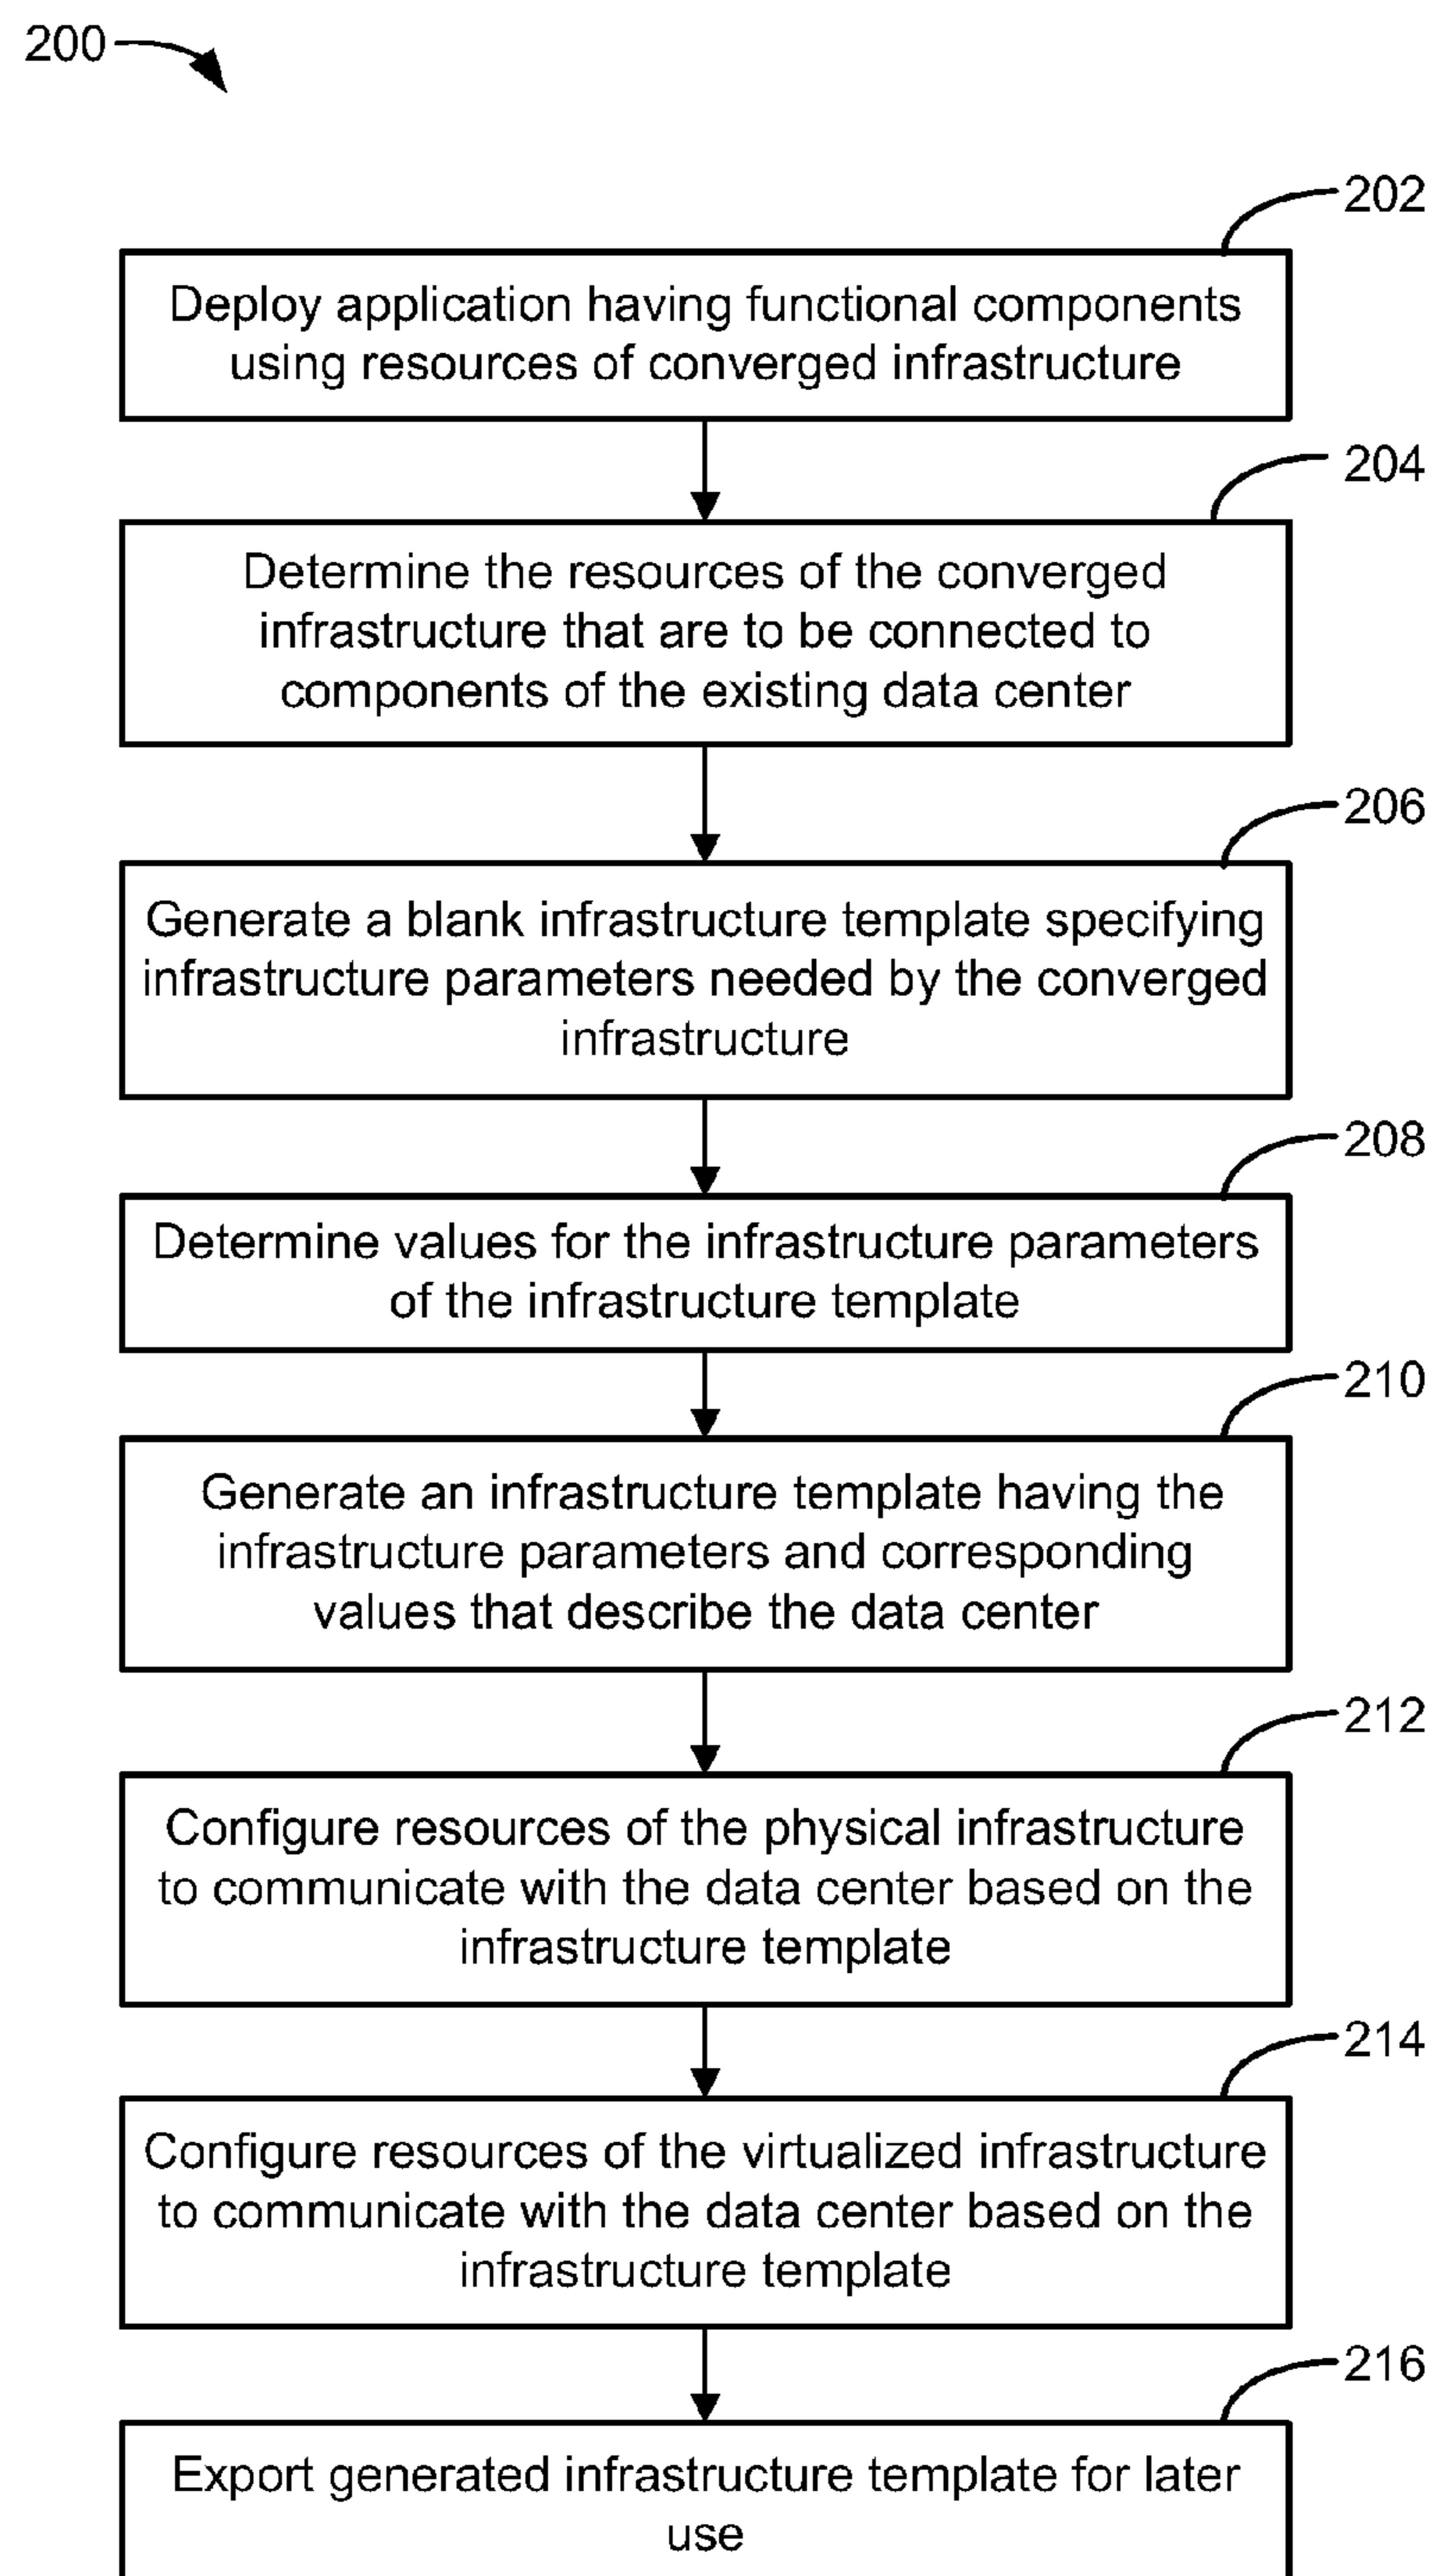 200
202
Deploy application having functional components
using resources of converged infrastructure
204
Determine the resources of the converged
infrastructure that are to be connected to
components of the existing data center
206
Generate a blank infrastructure template specifying
infrastructure parameters needed by the converged
infrastructure
208
Determine values for the infrastructure parameters
of the infrastructure template
210
Generate an infrastructure template having the
infrastructure parameters and corresponding
values that describe the data center
212
Configure resources of the physical infrastructure
to communicate with the data center based on the
infrastructure template
214
Configure resources of the virtualized infrastructure
to communicate with the data center based on the
infrastructure template
216
Export generated infrastructure template for later
use